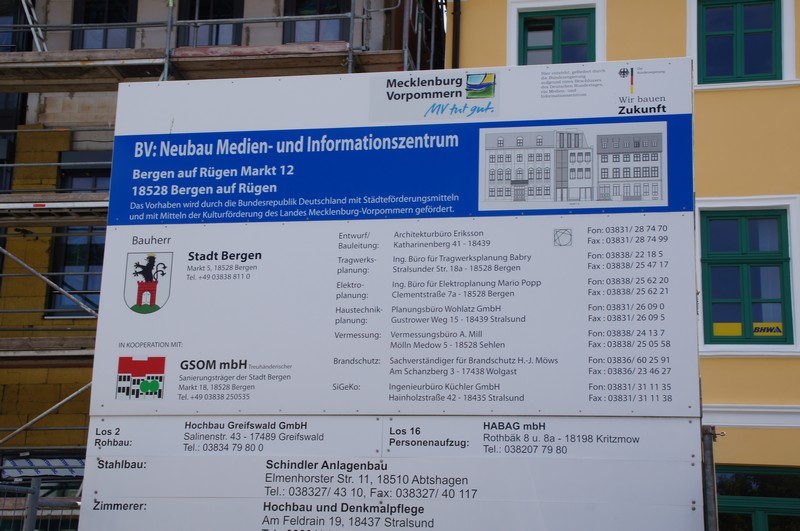 Mecklenburg
Vorpommern
MV tut gut.
Wir bauen
Zukunft
BV: Neubau Medien- und Informationszentrum
Bergen auf Rügen Markt 12
18528 Bergen auf Rügen
Das Vorhaben wird durch die Bundesrepublik Deutschland mit Städteförderungsmitteln
und mit Mitteln der Kulturförderung des Landes Mecklenburg-Vorpommern gefördert.
Bauherr
Stadt Bergen
Markt 5, 18528 Bergen
Tel. +49 03838 811 0
IN KOOPERATION MIT:
GSOM mbH Treuhänderischer
Sanierungsträger der Stadt Bergen
Markt 18, 18528 Bergen
Tel. +49 03838 250535
Entwurf/ Architekturbüro Eriksson Fon: 03831/ 28 74 70
Bauleitung: Katharinenberg 41 - 18439 Fax : 03831/ 28 74 99
Tragwerks- Ing. Büro für Tragwerksplanung Babry Fon: 03838/ 22 18 5
planung: Stralsunder Str. 18a - 18528 Bergen Fax : 03838/ 25 47 17
Elektro- Ing. Büro für Elektroplanung Mario Popp Fon: 03838/ 25 62 20
planung: Clementstraße 7a - 18528 Bergen Fax : 03838/ 25 62 21
Haustechnik- Planungsbüro Wohlatz GmbH Fon: 03831/ 26 09 0
planung: Gustrower Weg 15 - 18439 Stralsund Fax : 03831/ 26 09 5
Vermessung: Vermessungsbüro A. Mill Fon: 03838/ 24 13 7
Mölln Medow 5 - 18528 Sehlen Fax : 03838/ 25 05 58
Brandschutz: Sachverständiger für Brandschutz H.-J. Möws Fon: 03836/ 60 25 91
Am Schanzberg 3 - 17438 Wolgast Fax : 03836/ 23 46 27
SiGeKo: Ingenieurbüro Küchler GmbH Fon: 03831/ 31 11 35
Hainholzstraße 42 - 18435 Stralsund Fax : 03831/ 31 11 38
Los 2 Hochbau Greifswald GmbH
Rohbau: Salinenstr. 43 - 17489 Greifswald
Tel.: 03834 79 80 0
Los 16 HABAG mbH
Personenaufzug: Rothbäk 8 u. 8a - 18198 Kritzmow
Tel.: 038207 79 80
Stahlbau: Schindler Anlagenbau
Elmenhorster Str. 11, 18510 Abtshagen
Tel.: 038327/ 43 10, Fax: 038327/ 40 117
Zimmerer: Hochbau und Denkmalpflege
Am Feldrain 19, 18437 Stralsund
BHWA